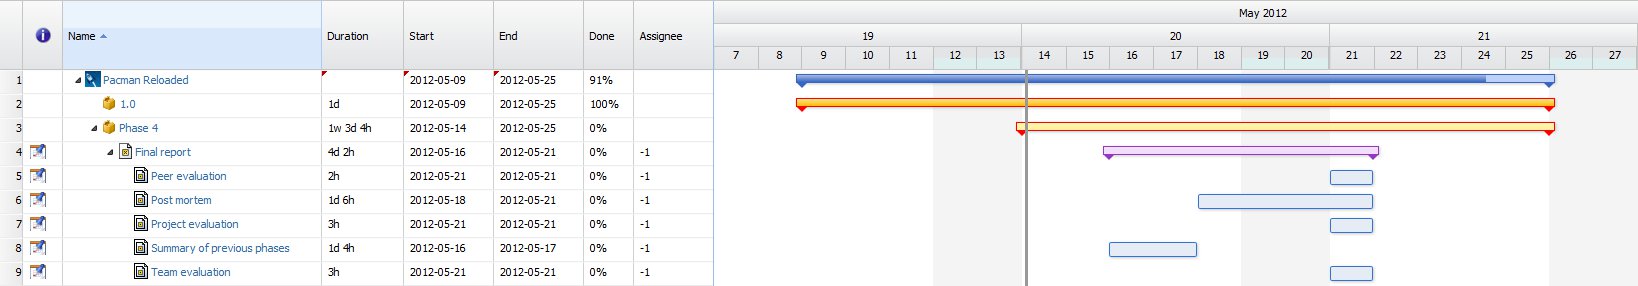 May 2012
Name Duration Start End Done Assignee 19 20 21
7 8 9 10 11 12 13 14 15 16 17 18 19 20 21 22 23 24 25 26 27
1 Pacman Reloaded 2012-05-09 2012-05-25 91%
2 1.0 1d 2012-05-09 2012-05-25 100%
3 Phase 4 1w 3d 4h 2012-05-14 2012-05-25 0%
4 Final report 4d 2h 2012-05-16 2012-05-21 0% -1
5 Peer evaluation 2h 2012-05-21 2012-05-21 0% -1
6 Post mortem 1d 6h 2012-05-18 2012-05-21 0% -1
7 Project evaluation 3h 2012-05-21 2012-05-21 0% -1
8 Summary of previous phases 1d 4h 2012-05-16 2012-05-17 0% -1
9 Team evaluation 3h 2012-05-21 2012-05-21 0% -1